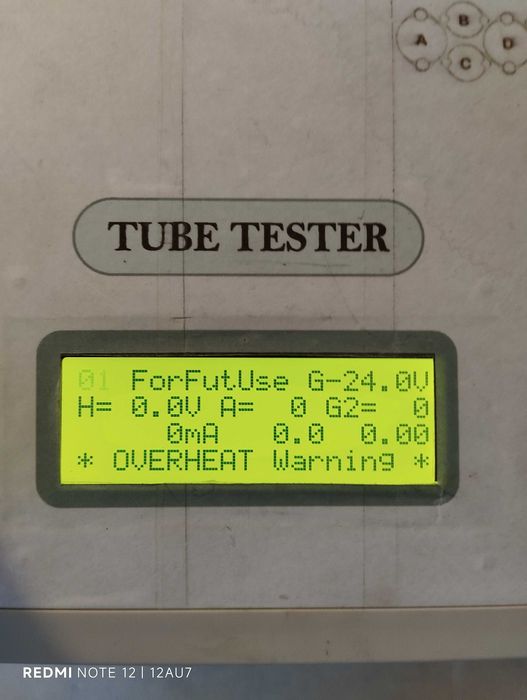 B
A D
C
TUBE TESTER
01 ForFutUse G-24.0V
H= 0.0V A= 0 G2= 0
0mA 0.0 0.00
* OVERHEAT Warning *
REDMI NOTE 12 | 12AU7